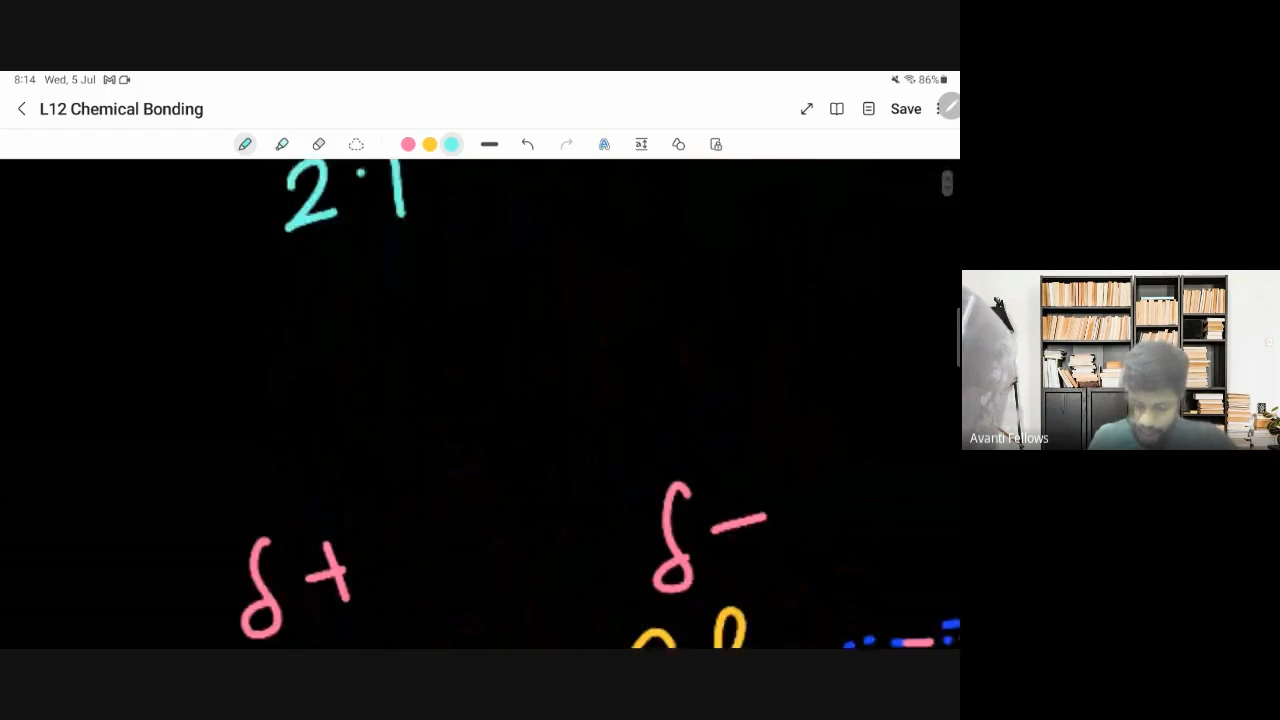 8:14 Wed, 5 Jul 86%
L12 Chemical Bonding Save
2.1
δ-
δ+
Avanti Fellows